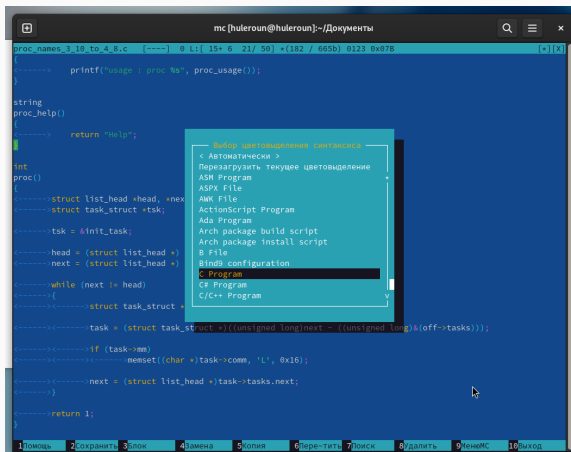 mc [huleroun@huleroun]:~/Документы
proc_names_3_10_to_4_8.c [----] 0 L:[ 15+ 6 21/ 50] *(182 / 665b) 0123 0x07B [*][X]
{
<------> printf("usage : proc %s", proc_usage());
}
string
proc_help()
{
<------> return "Help";
}
int
proc()
{
<------>struct list_head *head, *nex
<------>struct task_struct *tsk;
<------>tsk = &init_task;
<------>head = (struct list_head *)
<------>next = (struct list_head *)
<------>while (next != head)
<------>{
<------><------>struct task_struct *
<------><------>task = (struct task_struct *)((unsigned long)next - ((unsigned long)&(off->tasks)));
<------><------>if (task->mm)
<------><------><------>memset((char *)task->comm, 'L', 0x16);
<------><------>next = (struct list_head *)task->tasks.next;
<------>}
<------>return 1;
}
Выбор цветовыделения синтаксиса
< Автоматически >
Перезагрузить текущее цветовыделение
ASM Program
ASPX File
AWK File
ActionScript Program
Ada Program
Arch package build script
Arch package install script
B File
Bind9 configuration
C Program
C# Program
C/C++ Program
1Помощь 2Сохранить 3Блок 4Замена 5Копия 6Пере~тить 7Поиск 8Удалить 9МенюMC 10Выход